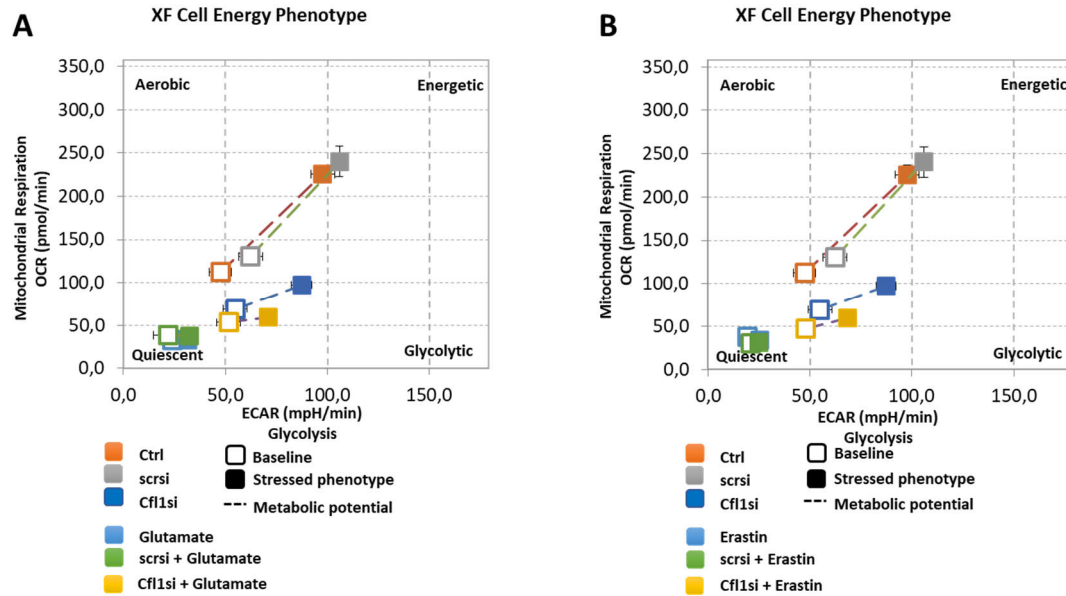 A
XF Cell Energy Phenotype
Mitochondrial Respiration
OCR (pmol/min)
350,0
300,0
250,0
200,0
150,0
100,0
50,0
0,0
Aerobic
Energetic
Quiescent
Glycolytic
0,0 50,0 100,0 150,0
ECAR (mpH/min)
Glycolysis
Ctrl
scrsi
Cfl1si
Baseline
Stressed phenotype
Metabolic potential
Glutamate
scrsi + Glutamate
Cfl1si + Glutamate
B
XF Cell Energy Phenotype
Mitochondrial Respiration
OCR (pmol/min)
350,0
300,0
250,0
200,0
150,0
100,0
50,0
0,0
Aerobic
Energetic
Quiescent
Glycolytic
0,0 50,0 100,0 150,0
ECAR (mpH/min)
Glycolysis
Ctrl
scrsi
Cfl1si
Baseline
Stressed phenotype
Metabolic potential
Erastin
scrsi + Erastin
Cfl1si + Erastin